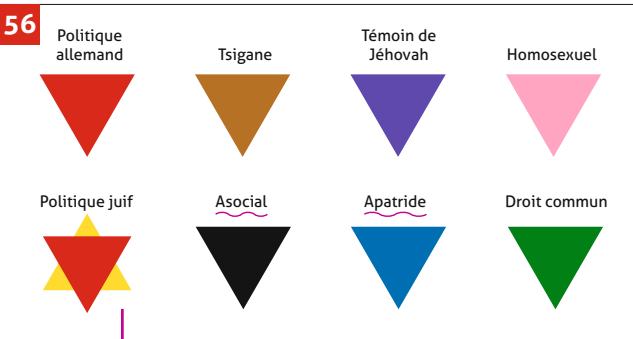 56
Politique
allemand
Tsigane
Témoin de
Jéhovah
Homosexuel
Politique juif
Asocial
Apatride
Droit commun